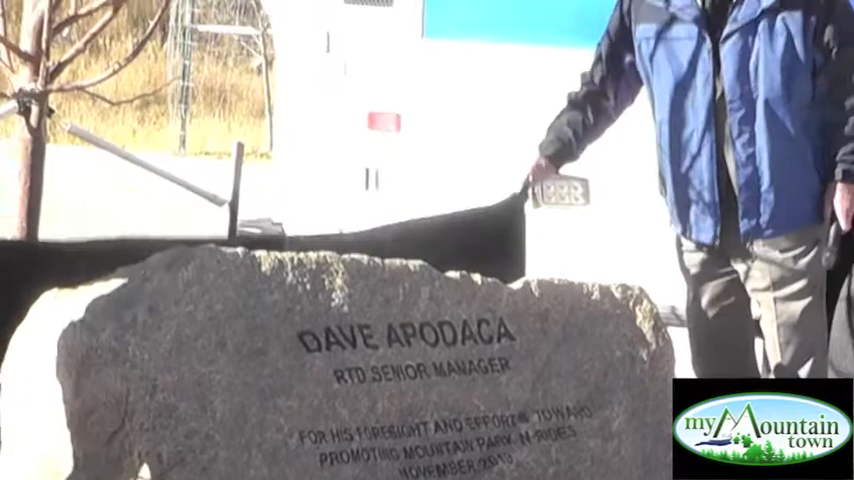 DAVE APODACA
RTD SENIOR MANAGER
FOR HIS FORESIGHT AND EFFORTS TOWARD
PROMOTING MOUNTAIN PARK-N-RIDES
NOVEMBER 2010
my Mountain
town